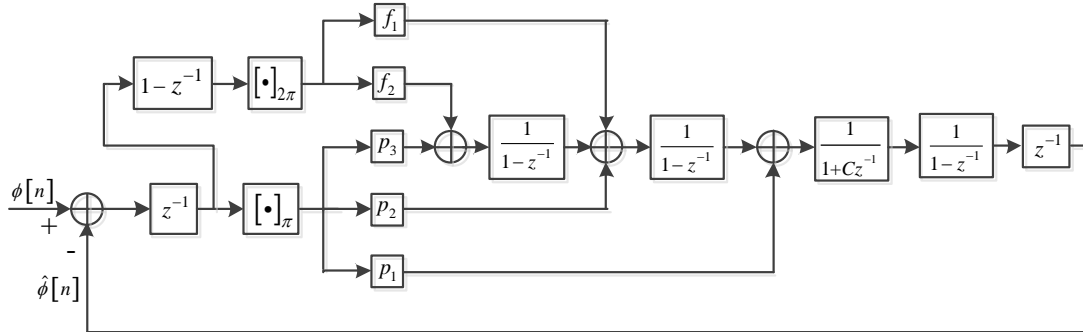 f₁
1 − z⁻¹
[•]₂π
f₂
p₃
1/(1 − z⁻¹)
1/(1 − z⁻¹)
1/(1+Cz⁻¹)
1/(1 − z⁻¹)
z⁻¹
ϕ[n]
+
z⁻¹
[•]π
p₂
-
ϕ̂[n]
p₁